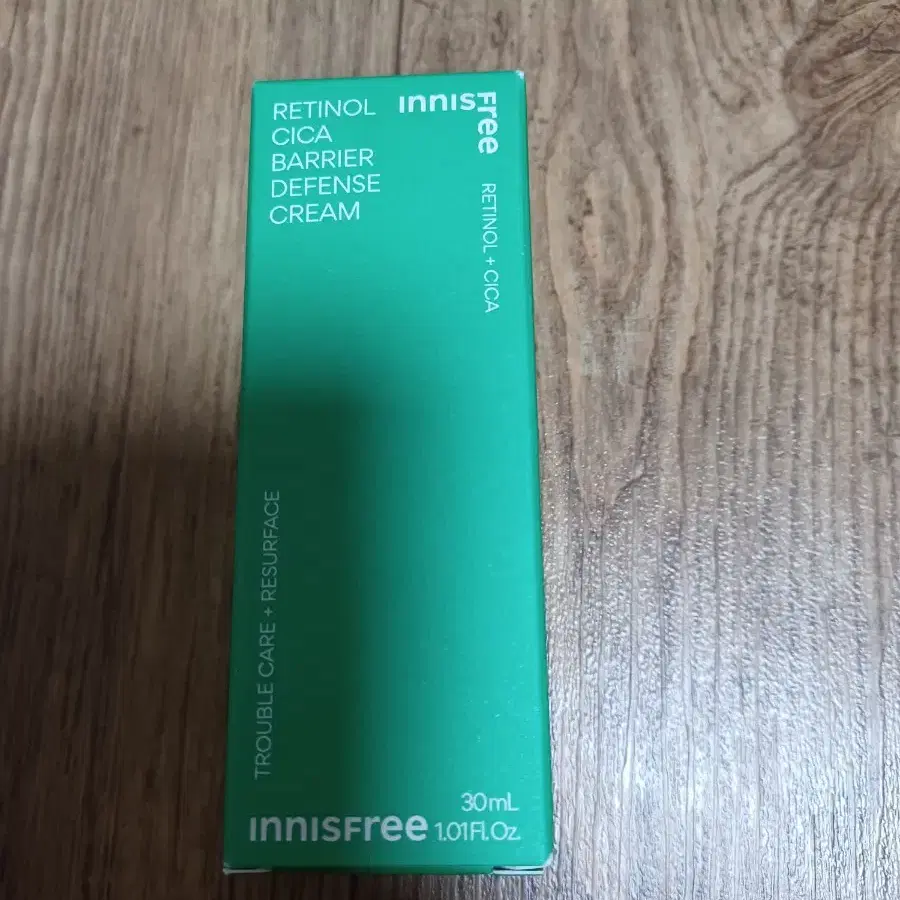 RETINOL
CICA
BARRIER
DEFENSE
CREAM
INNISFree
RETINOL + CICA
TROUBLE CARE + RESURFACE
INNISFree
30mL
1.01Fl.Oz.